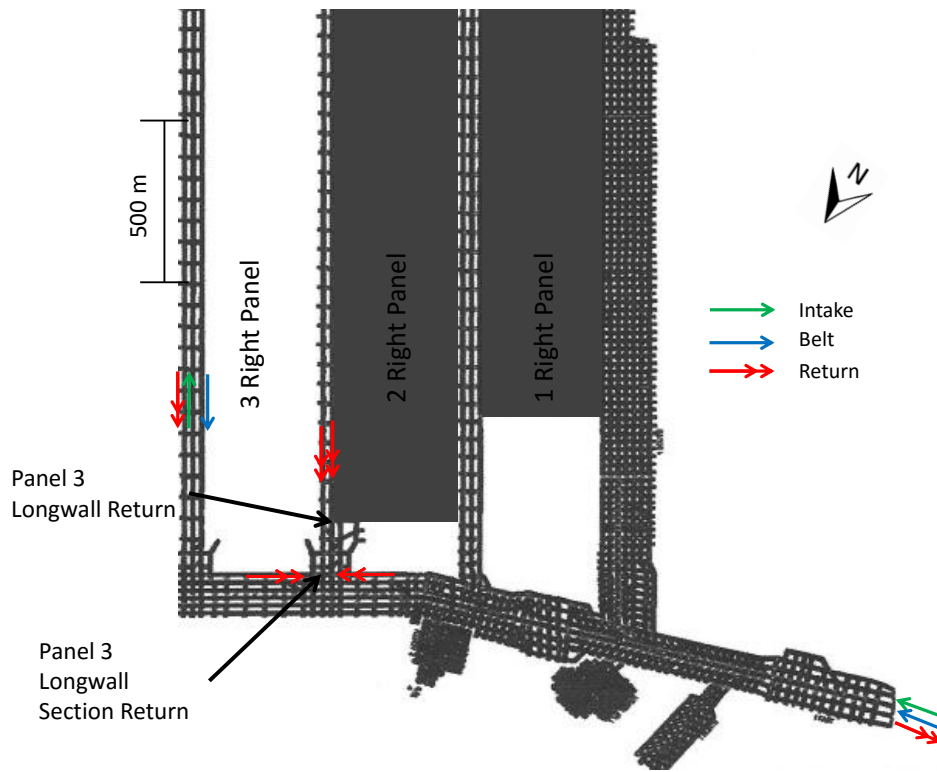 N
500 m
3 Right Panel
2 Right Panel
1 Right Panel
Intake
Belt
Return
Panel 3
Longwall Return
Panel 3
Longwall
Section Return